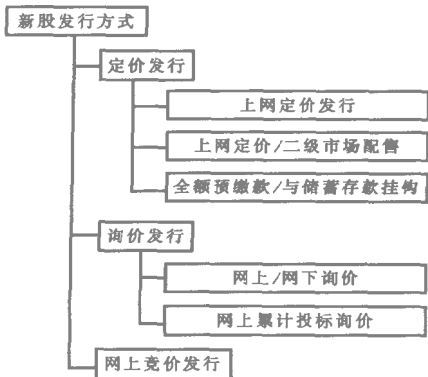 新股发行方式
定价发行
上网定价发行
上网定价/二级市场配售
全额预缴款/与储蓄存款挂钩
询价发行
网上/网下询价
网上累计投标询价
网上竞价发行